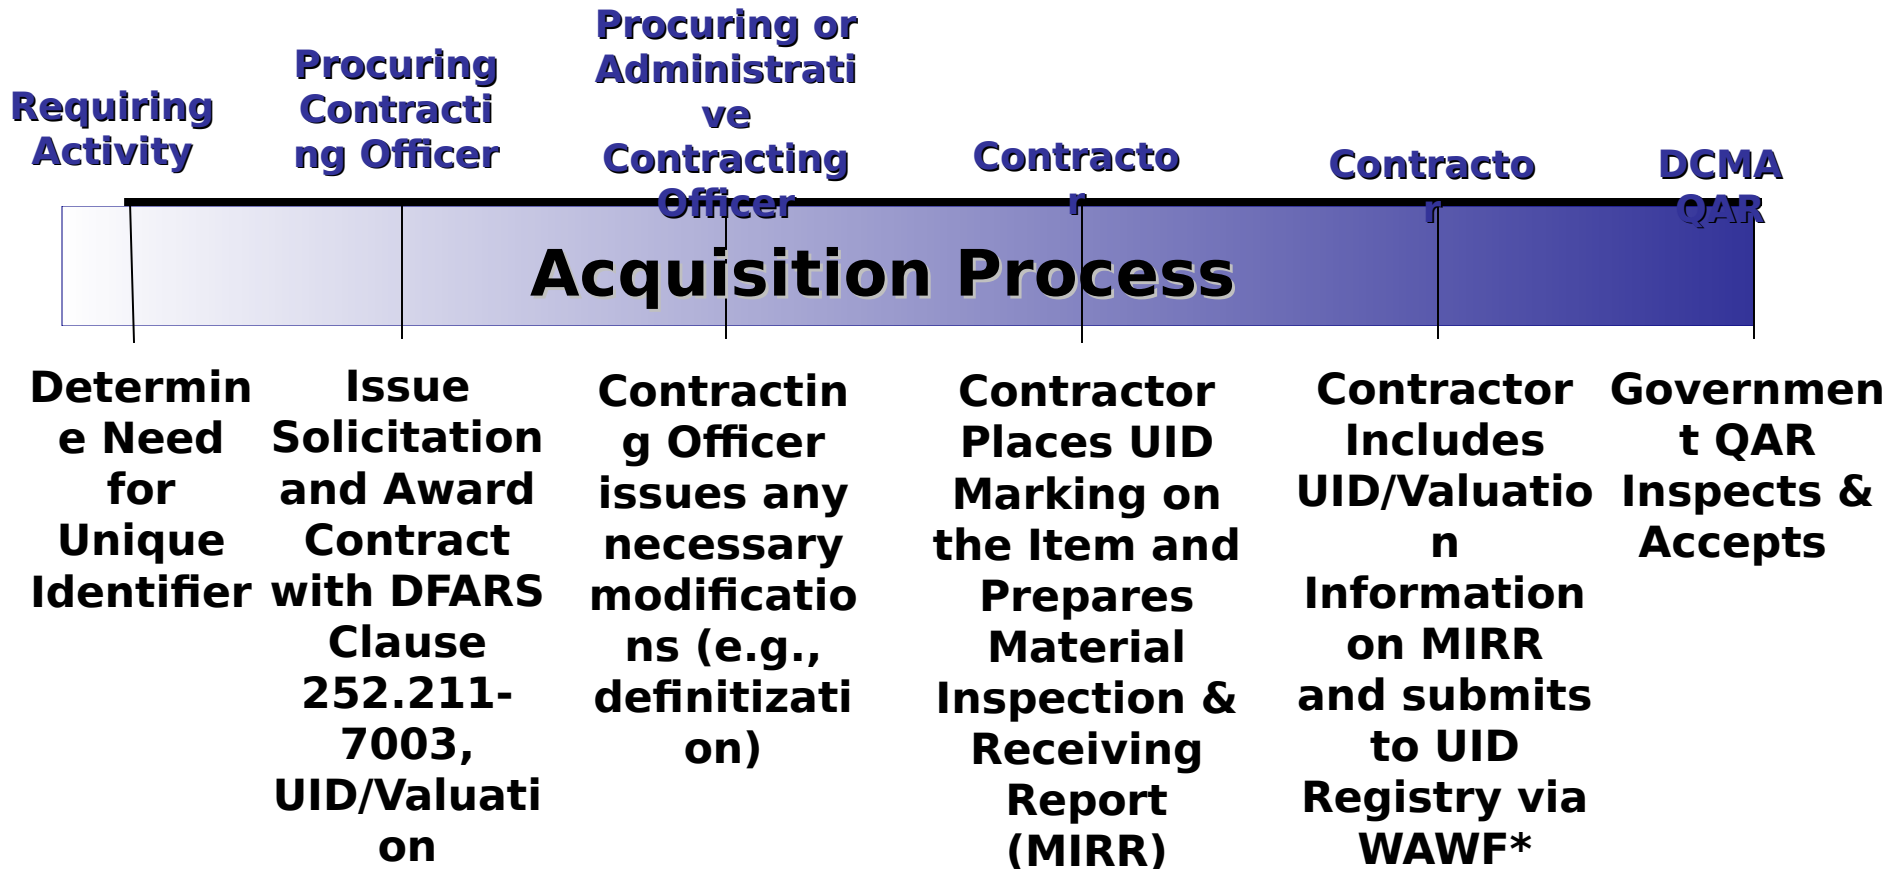 Requiring
Activity
Procuring
Contracti
ng Officer
Procuring or
Administrati
ve
Contracting
Officer
Contracto
r
Contracto
r
DCMA
QAR
Acquisition Process
Determin
e Need
for
Unique
Identifier
Issue
Solicitation
and Award
Contract
with DFARS
Clause
252.211-
7003,
UID/Valuati
on
Contractin
g Officer
issues any
necessary
modificatio
ns (e.g.,
definitizati
on)
Contractor
Places UID
Marking on
the Item and
Prepares
Material
Inspection &
Receiving
Report
(MIRR)
Contractor
Includes
UID/Valuatio
n
Information
on MIRR
and submits
to UID
Registry via
WAWF*
Governmen
t QAR
Inspects &
Accepts